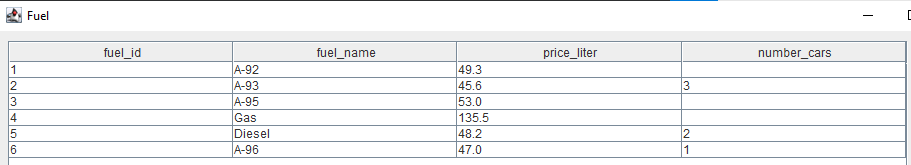 Fuel
fuel_id fuel_name price_liter number_cars
1 A-92 49.3
2 A-93 45.6 3
3 A-95 53.0
4 Gas 135.5
5 Diesel 48.2 2
6 A-96 47.0 1